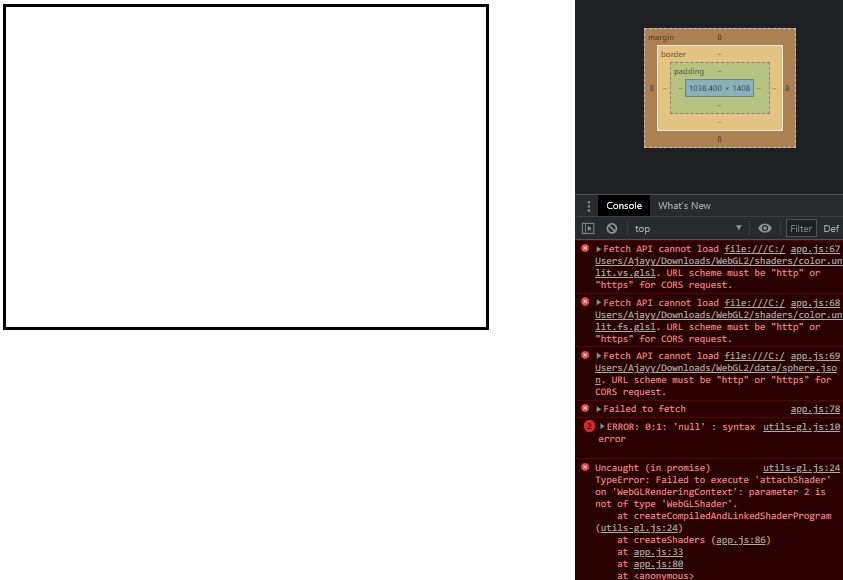 margin 8
border –
padding –
8 – – 1038.400 × 1408 – – 8
–
–
8
Console What's New
top Filter Def
Fetch API cannot load file:///C:/ app.js:67
Users/Ajayy/Downloads/WebGL2/shaders/color.un
lit.vs.glsl. URL scheme must be "http" or
"https" for CORS request.
Fetch API cannot load file:///C:/ app.js:68
Users/Ajayy/Downloads/WebGL2/shaders/color.un
lit.fs.glsl. URL scheme must be "http" or
"https" for CORS request.
Fetch API cannot load file:///C:/ app.js:69
Users/Ajayy/Downloads/WebGL2/data/sphere.jso
n. URL scheme must be "http" or "https" for
CORS request.
Failed to fetch app.js:78
2 ERROR: 0:1: 'null' : syntax utils-gl.js:10
error
Uncaught (in promise) utils-gl.js:24
TypeError: Failed to execute 'attachShader'
on 'WebGLRenderingContext': parameter 2 is
not of type 'WebGLShader'.
at createCompiledAndLinkedShaderProgram
(utils-gl.js:24)
at createShaders (app.js:86)
at app.js:33
at app.js:80
at <anonymous>